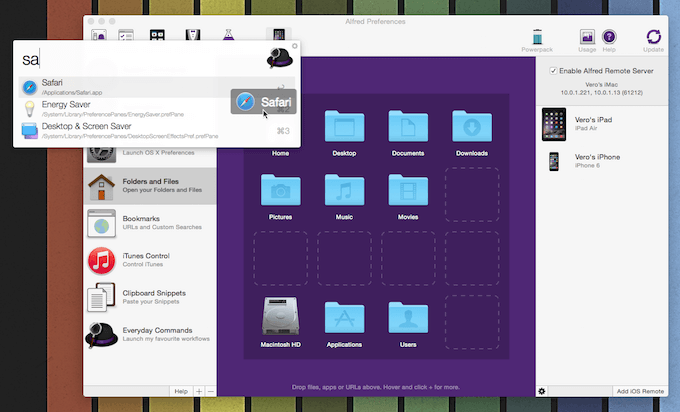 Alfred Preferences
Powerpack
Usage
Help
Update
sa
Safari
/Applications/Safari.app
Energy Saver
/System/Library/PreferencePanes/EnergySaver.prefPane
Desktop & Screen Saver
/System/Library/PreferencePanes/DesktopScreenEffectsPref.prefPane
⌘3
Safari
Launch OS X Preferences
Folders and Files
Open your Folders and Files
Bookmarks
URLs and Custom Searches
iTunes Control
Control iTunes
Clipboard Snippets
Paste your Snippets
Everyday Commands
Launch my favourite workflows
Help
Home
Desktop
Documents
Downloads
Pictures
Music
Movies
Macintosh HD
Applications
Users
Drop files, apps or URLs above. Hover and click + for more.
Enable Alfred Remote Server
Vero's iMac
10.0.1.221, 10.0.1.13 (61212)
Vero's iPad
iPad Air
Vero's iPhone
iPhone 6
Add iOS Remote